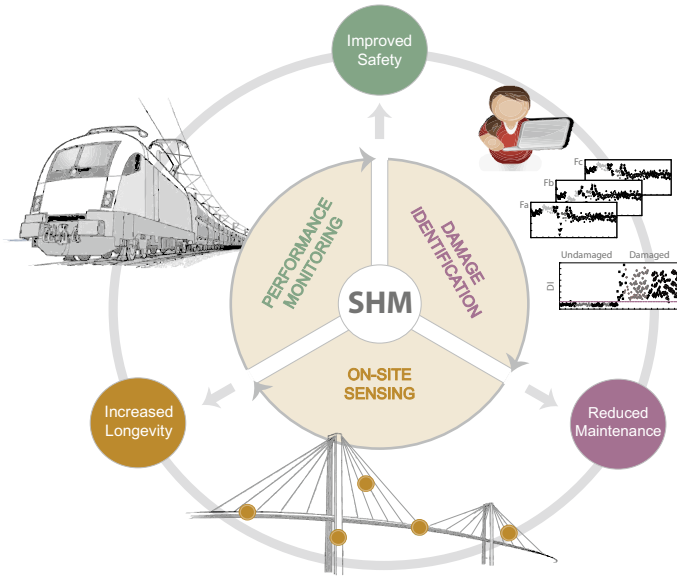 Improved
Safety
Fc
Fb
Fa
PERFORMANCE
MONITORING
DAMAGE
IDENTIFICATION
Undamaged
Damaged
DI
SHM
ON-SITE
SENSING
Increased
Longevity
Reduced
Maintenance